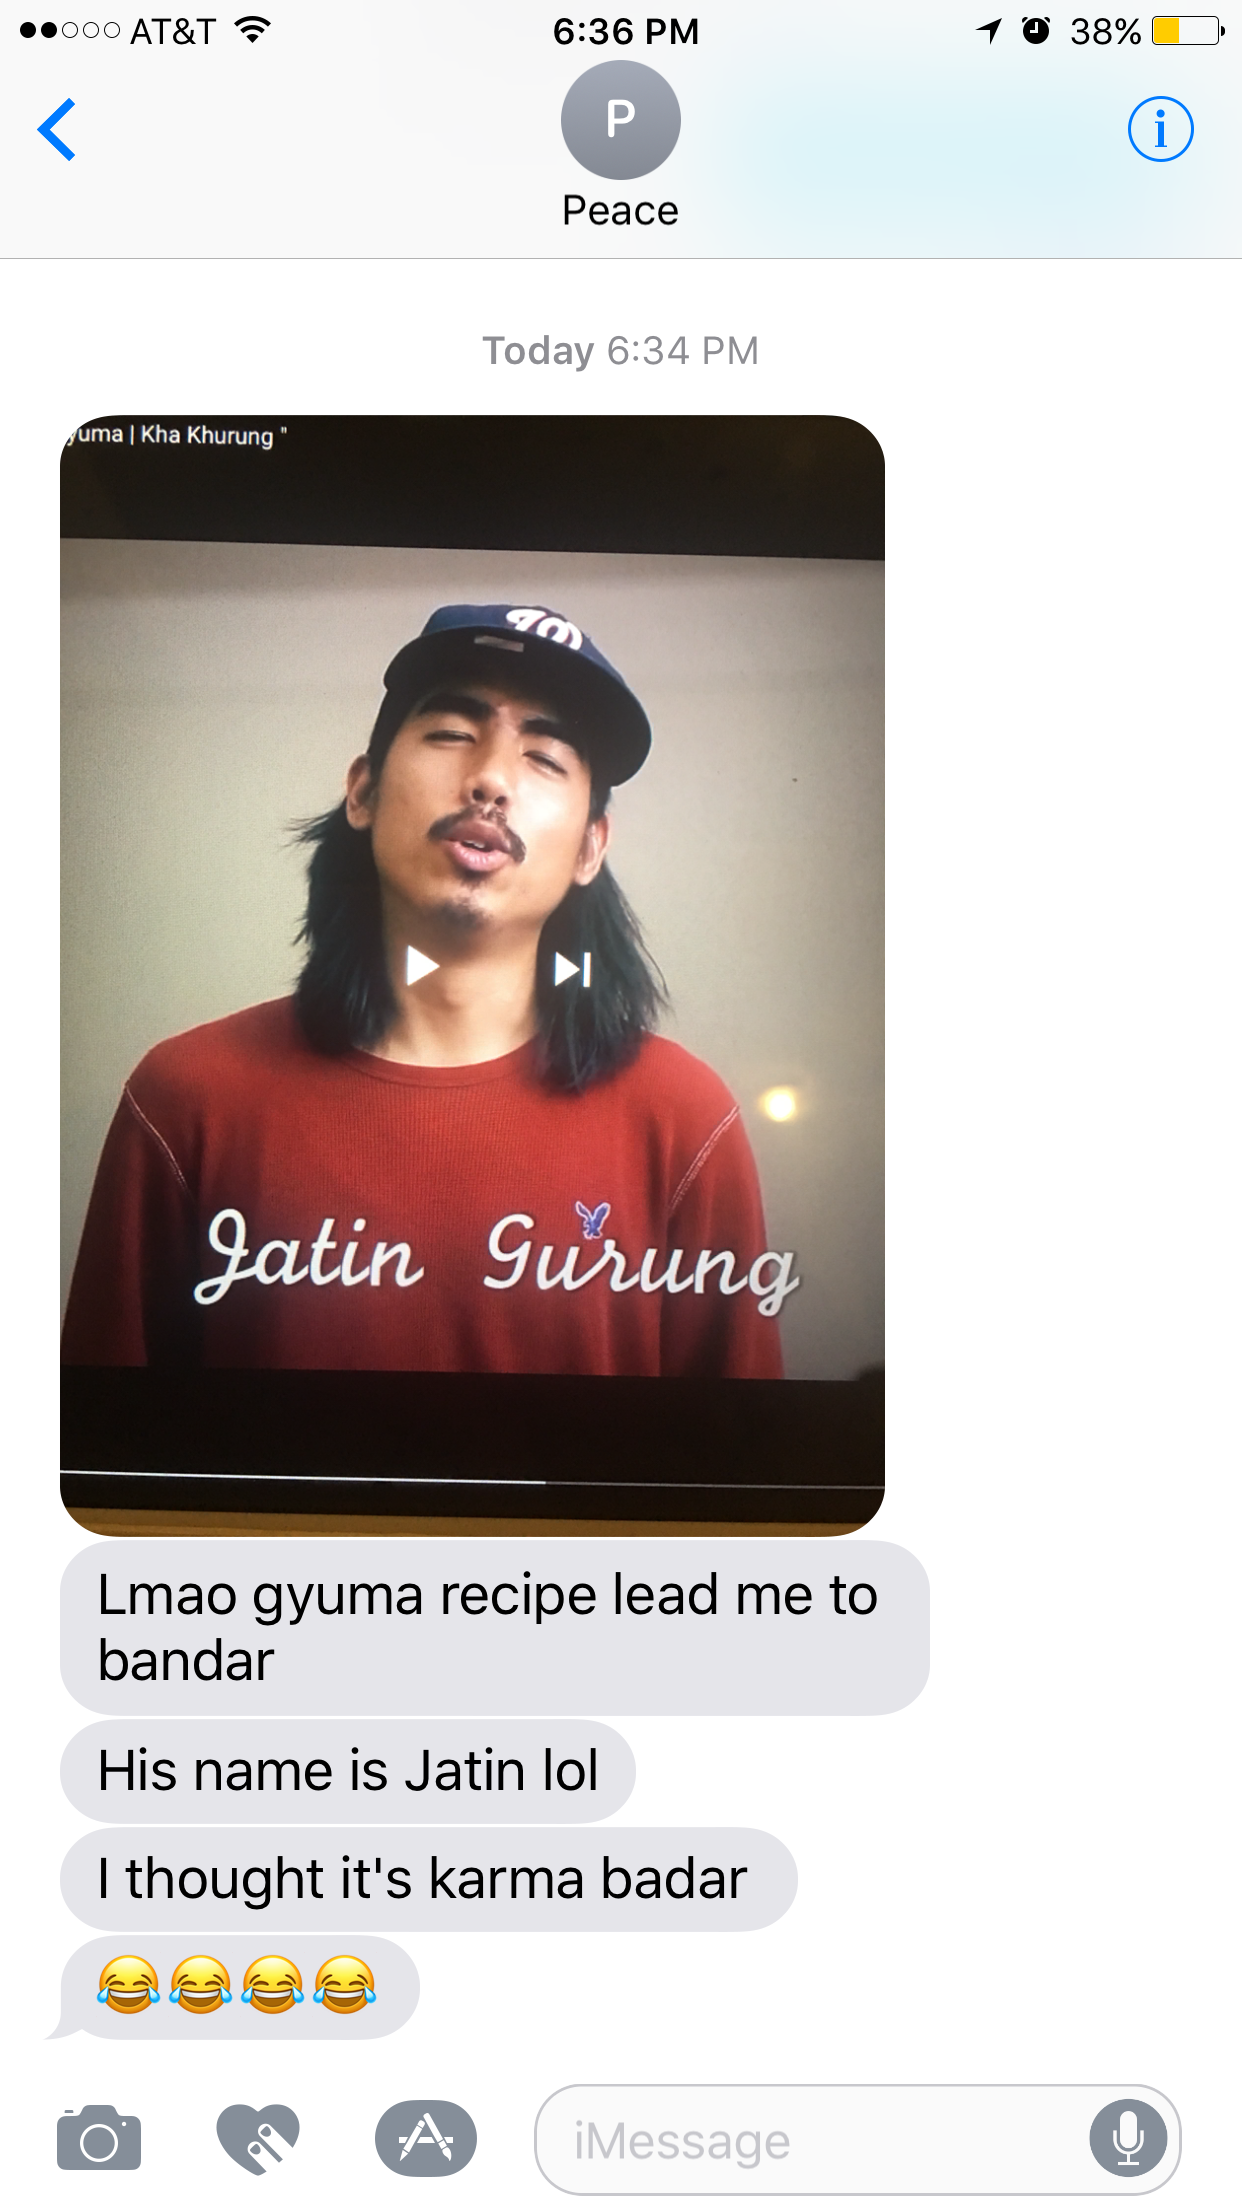 AT&T 6:36 PM 38%
P
Peace
Today 6:34 PM
yuma | Kha Khurung "
Jatin Gurung
Lmao gyuma recipe lead me to
bandar
His name is Jatin lol
I thought it's karma badar
😂😂😂😂
iMessage